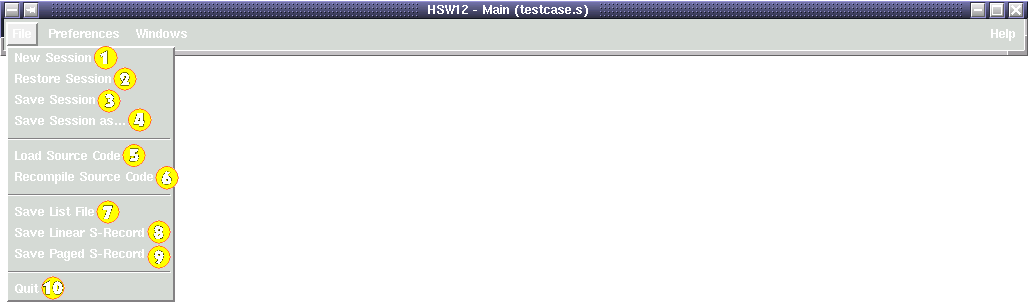 HSW12 - Main (testcase.s)
File Preferences Windows Help
New Session 1
Restore Session 2
Save Session 3
Save Session as... 4
Load Source Code 5
Recompile Source Code 6
Save List File 7
Save Linear S-Record 8
Save Paged S-Record 9
Quit 10